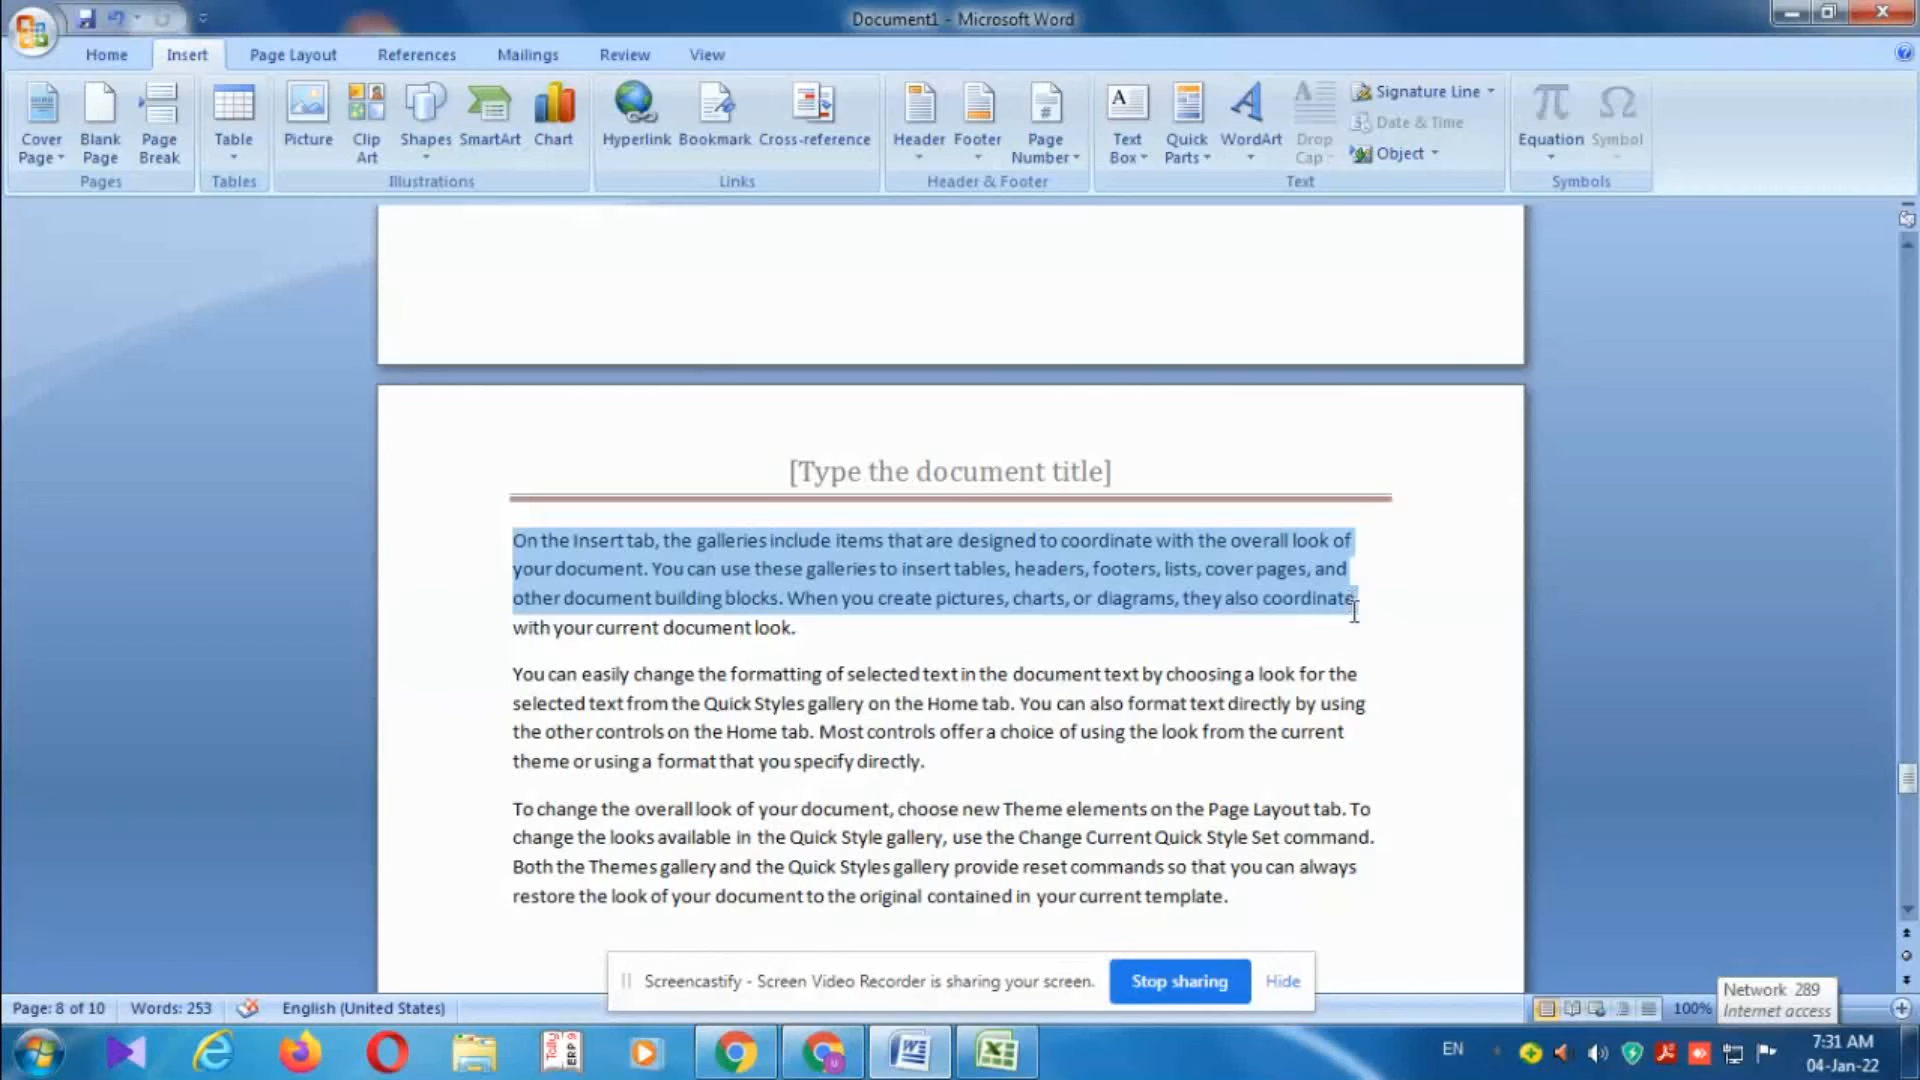 Document1 - Microsoft Word
Home Insert Page Layout References Mailings Review View
Cover Page Blank Page Page Break Table Picture Clip Art Shapes SmartArt Chart Hyperlink Bookmark Cross-reference Header Footer Page Number Text Box Quick Parts WordArt Drop Cap Signature Line Date & Time Object Equation Symbol
Pages Tables Illustrations Links Header & Footer Text Symbols
[Type the document title]
On the Insert tab, the galleries include items that are designed to coordinate with the overall look of
your document. You can use these galleries to insert tables, headers, footers, lists, cover pages, and
other document building blocks. When you create pictures, charts, or diagrams, they also coordinate
with your current document look.
You can easily change the formatting of selected text in the document text by choosing a look for the
selected text from the Quick Styles gallery on the Home tab. You can also format text directly by using
the other controls on the Home tab. Most controls offer a choice of using the look from the current
theme or using a format that you specify directly.
To change the overall look of your document, choose new Theme elements on the Page Layout tab. To
change the looks available in the Quick Style gallery, use the Change Current Quick Style Set command.
Both the Themes gallery and the Quick Styles gallery provide reset commands so that you can always
restore the look of your document to the original contained in your current template.
Screencastify - Screen Video Recorder is sharing your screen. Stop sharing Hide
Network 289
Internet access
Page: 8 of 10 Words: 253 English (United States) 100%
Tally ERP 9
EN
7:31 AM
04-Jan-22